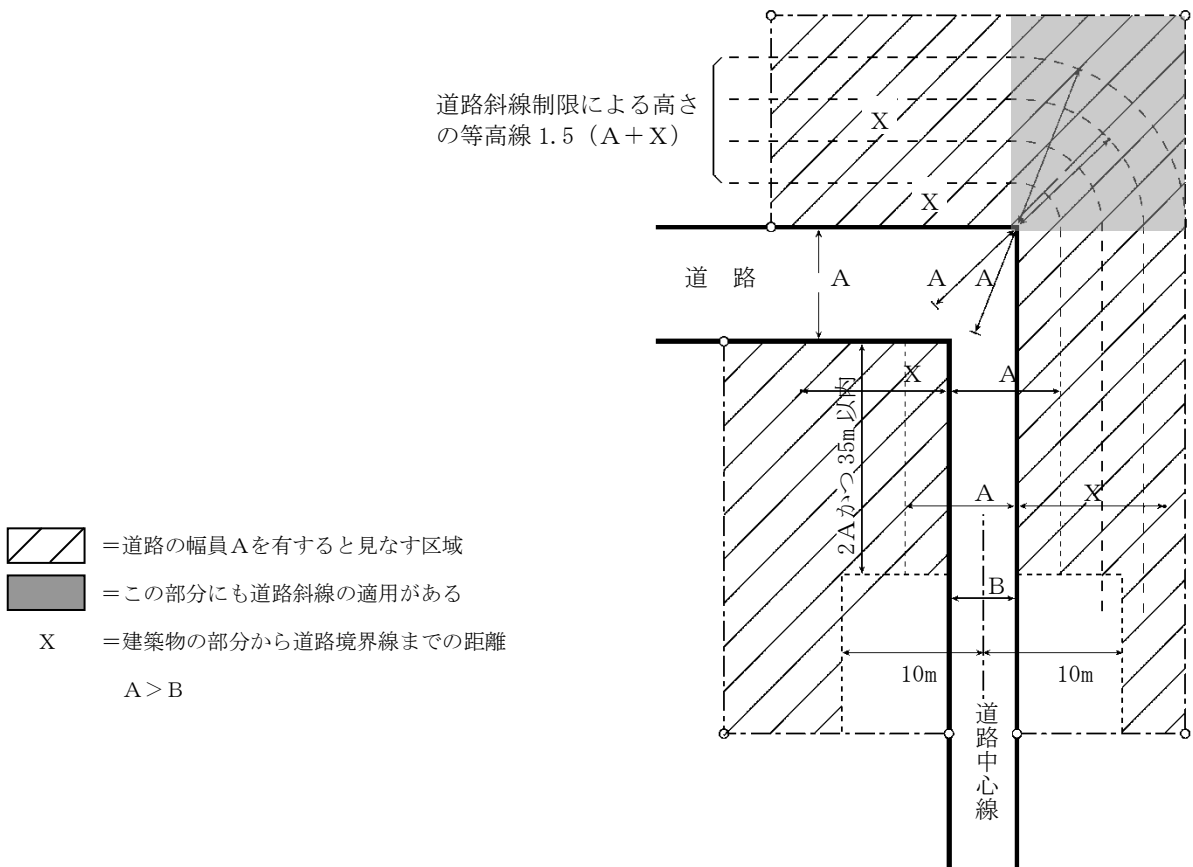 道路斜線制限による高さ
の等高線 1.5（A＋X）
X
X
道　路
A
A
A
X
A
2Aかつ35m以内
A
X
B
10m
10m
道路中心線
＝道路の幅員Aを有すると見なす区域
＝この部分にも道路斜線の適用がある
X　＝建築物の部分から道路境界線までの距離
A＞B